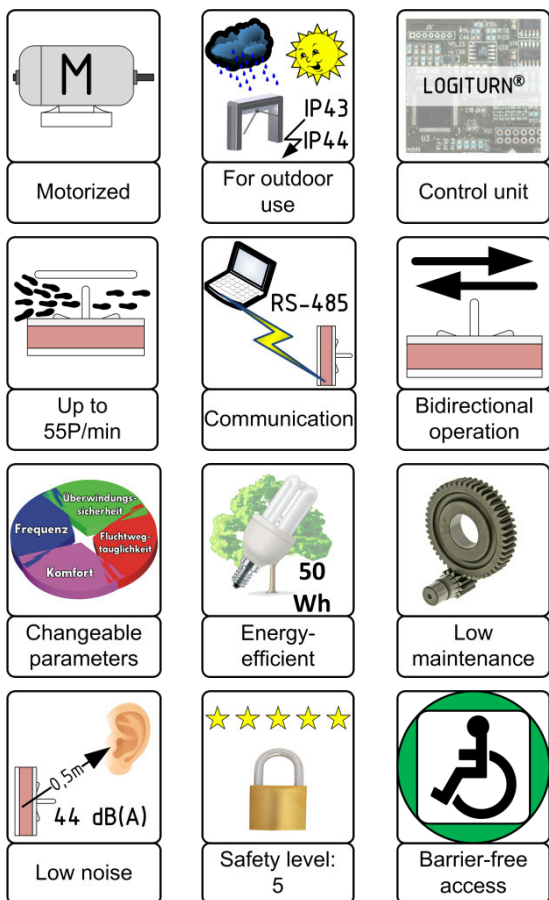 M
IP43
IP44
LOGITURN®
Motorized
For outdoor
use
Control unit
RS-485
Up to
55P/min
Communication
Bidirectional
operation
Überwindungs-
sicherheit
Frequenz
Fluchtweg-
tauglichkeit
Komfort
50
Wh
Changeable
parameters
Energy-
efficient
Low
maintenance
0,5m
44 dB(A)
Low noise
Safety level:
5
Barrier-free
access